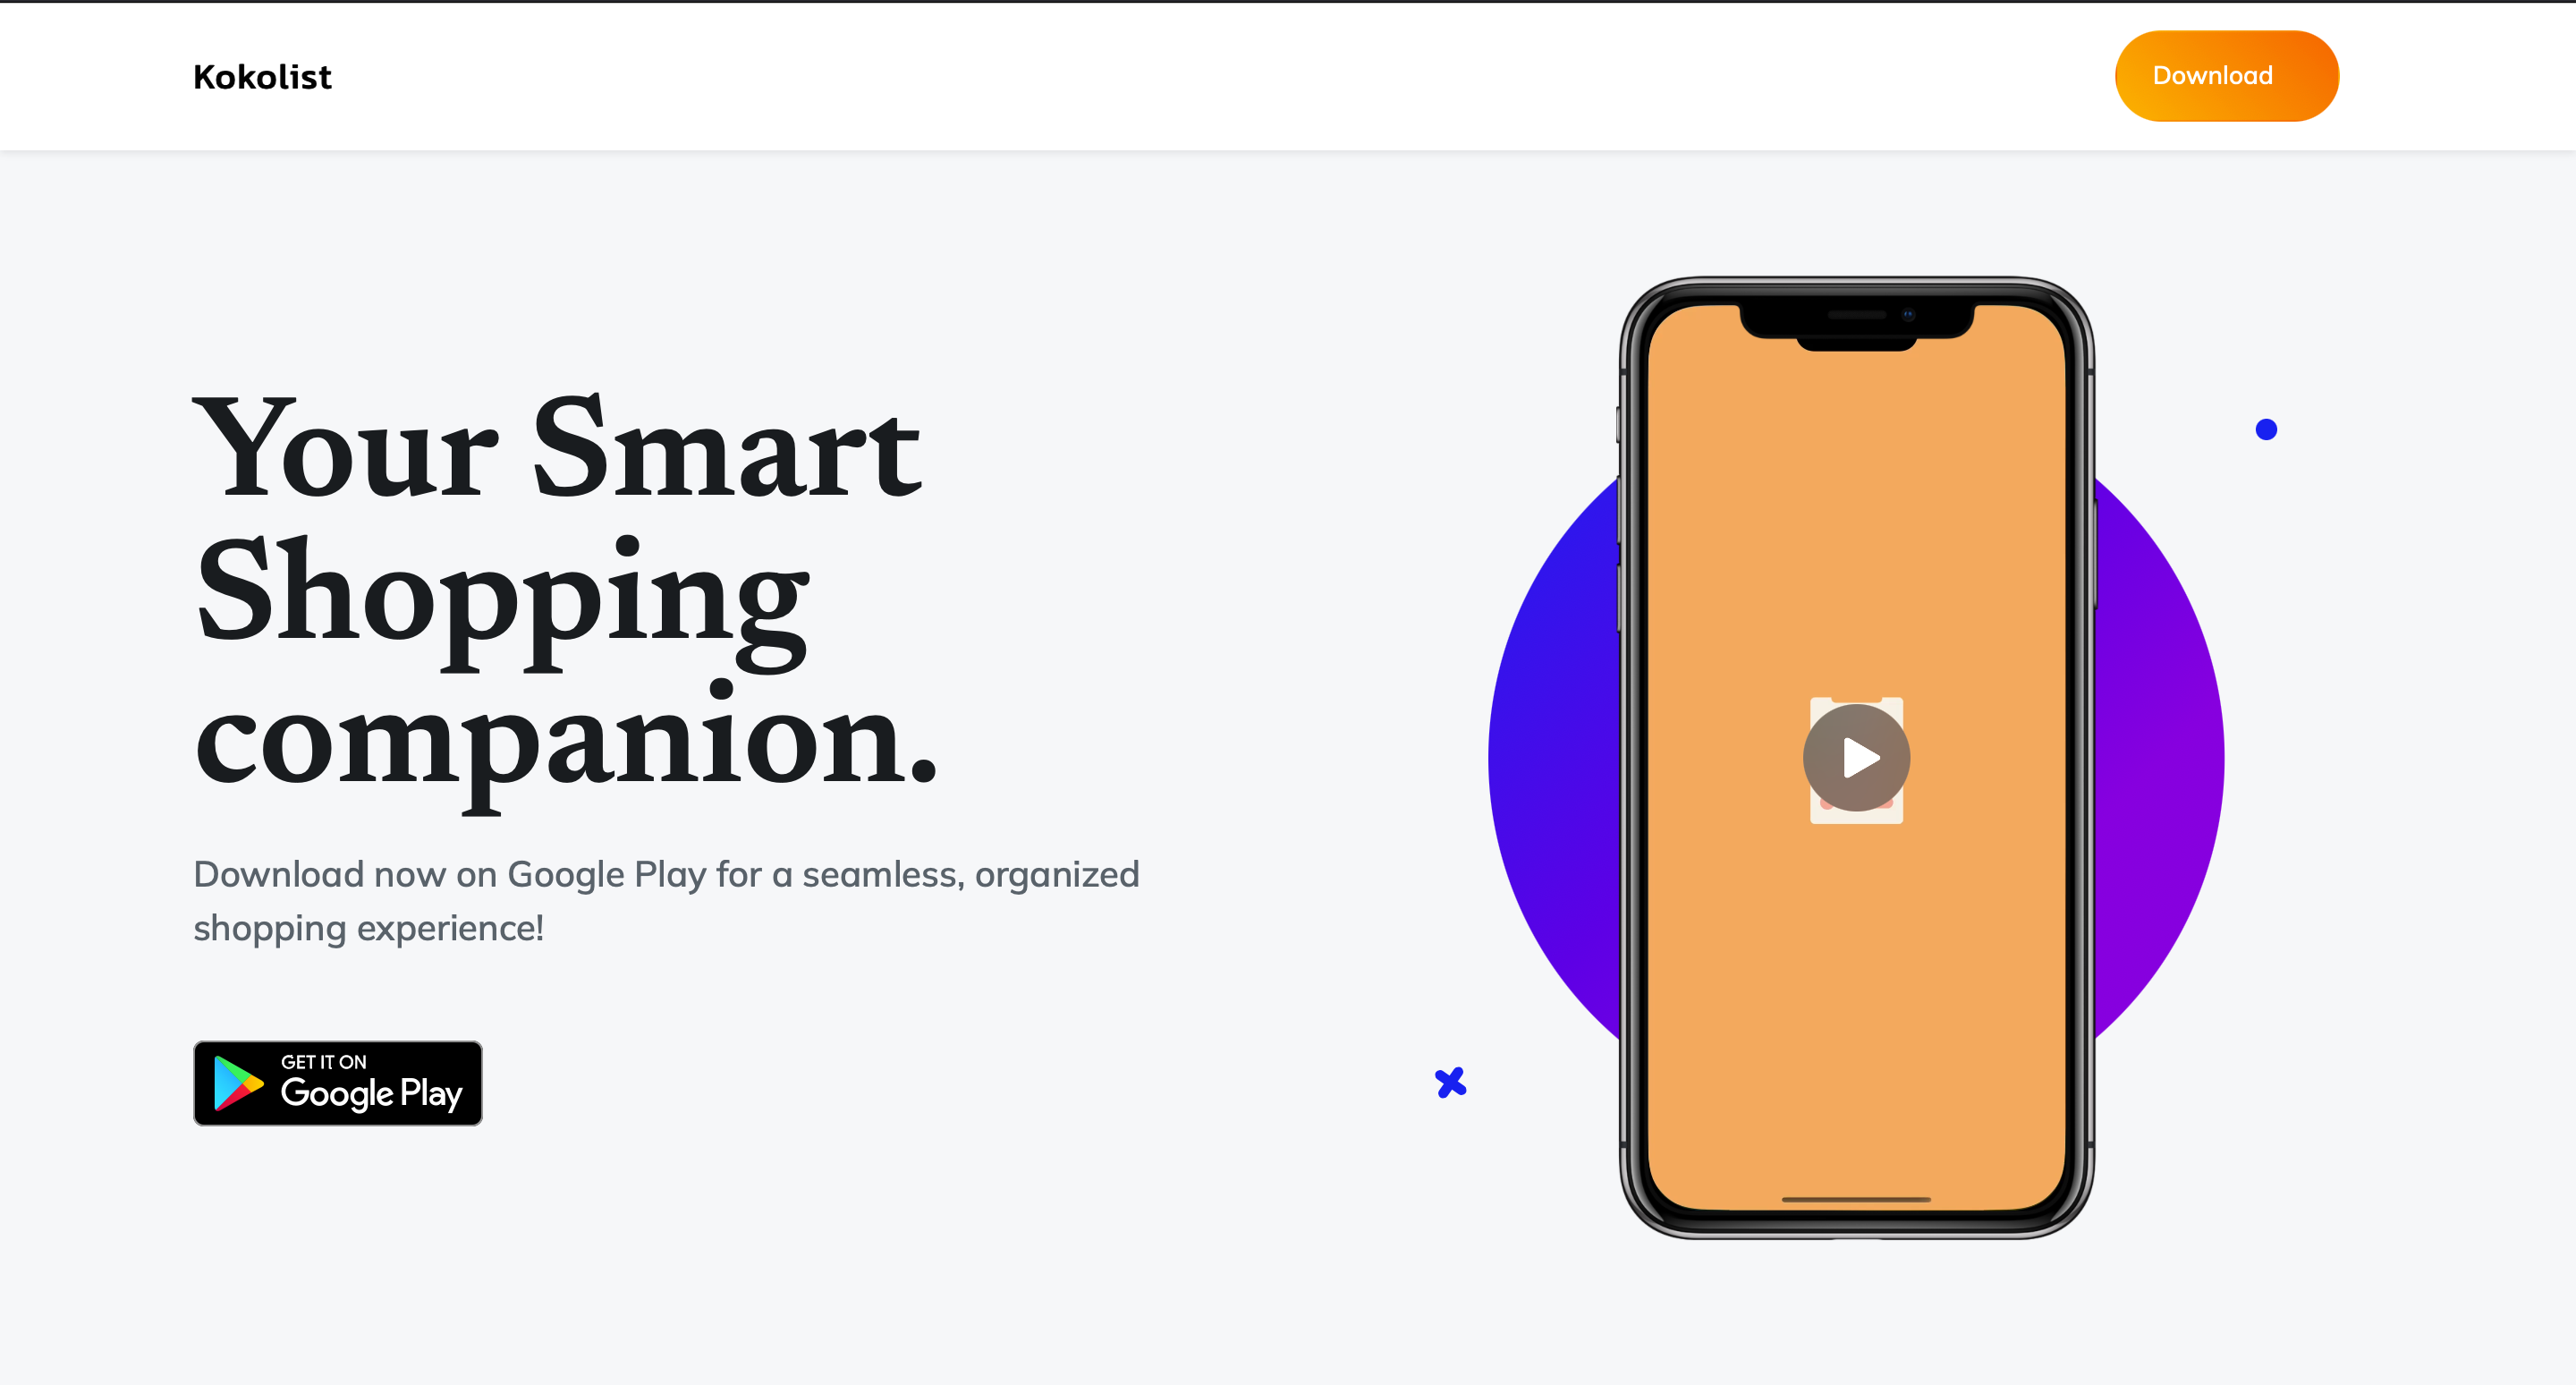 Kokolist
Download
Your Smart
Shopping
companion.
Download now on Google Play for a seamless, organized
shopping experience!
GET IT ON
Google Play